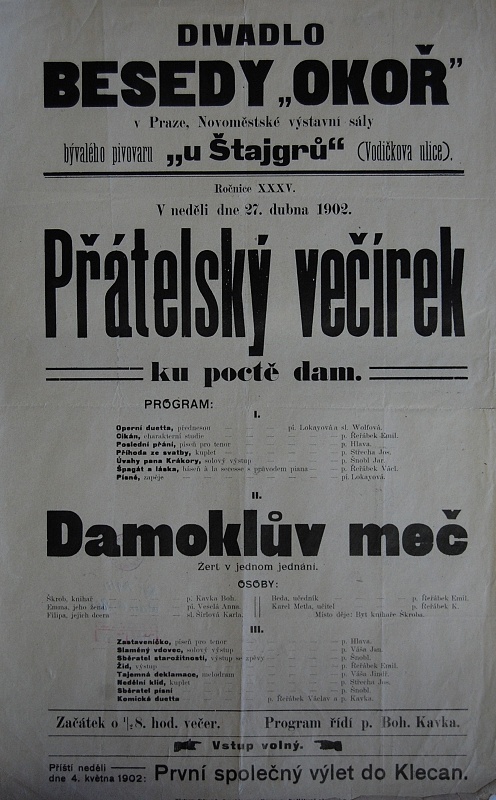 DIVADLO
BESEDY „OKOŘ”
v Praze, Novoměstské výstavní sály
bývalého pivovaru „u Štajgrů“ (Vodičkova ulice).
Ročnice XXXV.
V neděli dne 27. dubna 1902.
Přátelský večírek
ku poctě dam.
PROGRAM:
I.
Operní duetta, přednesou — pí. Lokayová a sl. Wolfová.
Cikán, charakterní studie — p. Řeřábek Emil.
Poslední přání, píseň pro tenor — p. Hlava.
Příhoda ze svatby, kuplet — p. Střecha Jos.
Úvahy pana Krákory, solový výstup — p. Šnobl Jar.
Špagát a láska, báseň à la secesse s průvodem piana — p. Řeřábek Václ.
Písně, zapěje — pí. Lokayová.
II.
Damoklův meč
Žert v jednom jednání.
OSOBY:
Škrob, knihař — p. Kavka Boh.
Emma, jeho žena — pí. Veselá Anna.
Filipa, jejich dcera — sl. Širlová Karla.
Beda, učedník — p. Řeřábek Emil.
Karel Metla, učitel — p. Řeřábek K.
Místo děje: Byt knihaře Škroba.
III.
Zastaveníčko, píseň pro tenor — p. Hlava.
Slaměný vdovec, solový výstup — p. Váša Jan.
Sběratel starožitností, výstup se zpěvy — p. Šnobl.
Žid, výstup — p. Řeřábek Emil.
Tajemná deklamace, melodram — p. Váša Jindř.
Nedělní klid, kuplet — p. Střecha Jos.
Sběratel písní — p. Šnobl.
Komické duetta — p. Řeřábek Václav a p. Kavka.
Začátek o 1/2 8. hod. večer. Program řídí p. Boh. Kavka.
Vstup volný.
Příští neděli
dne 4. května 1902: První společný výlet do Klecan.